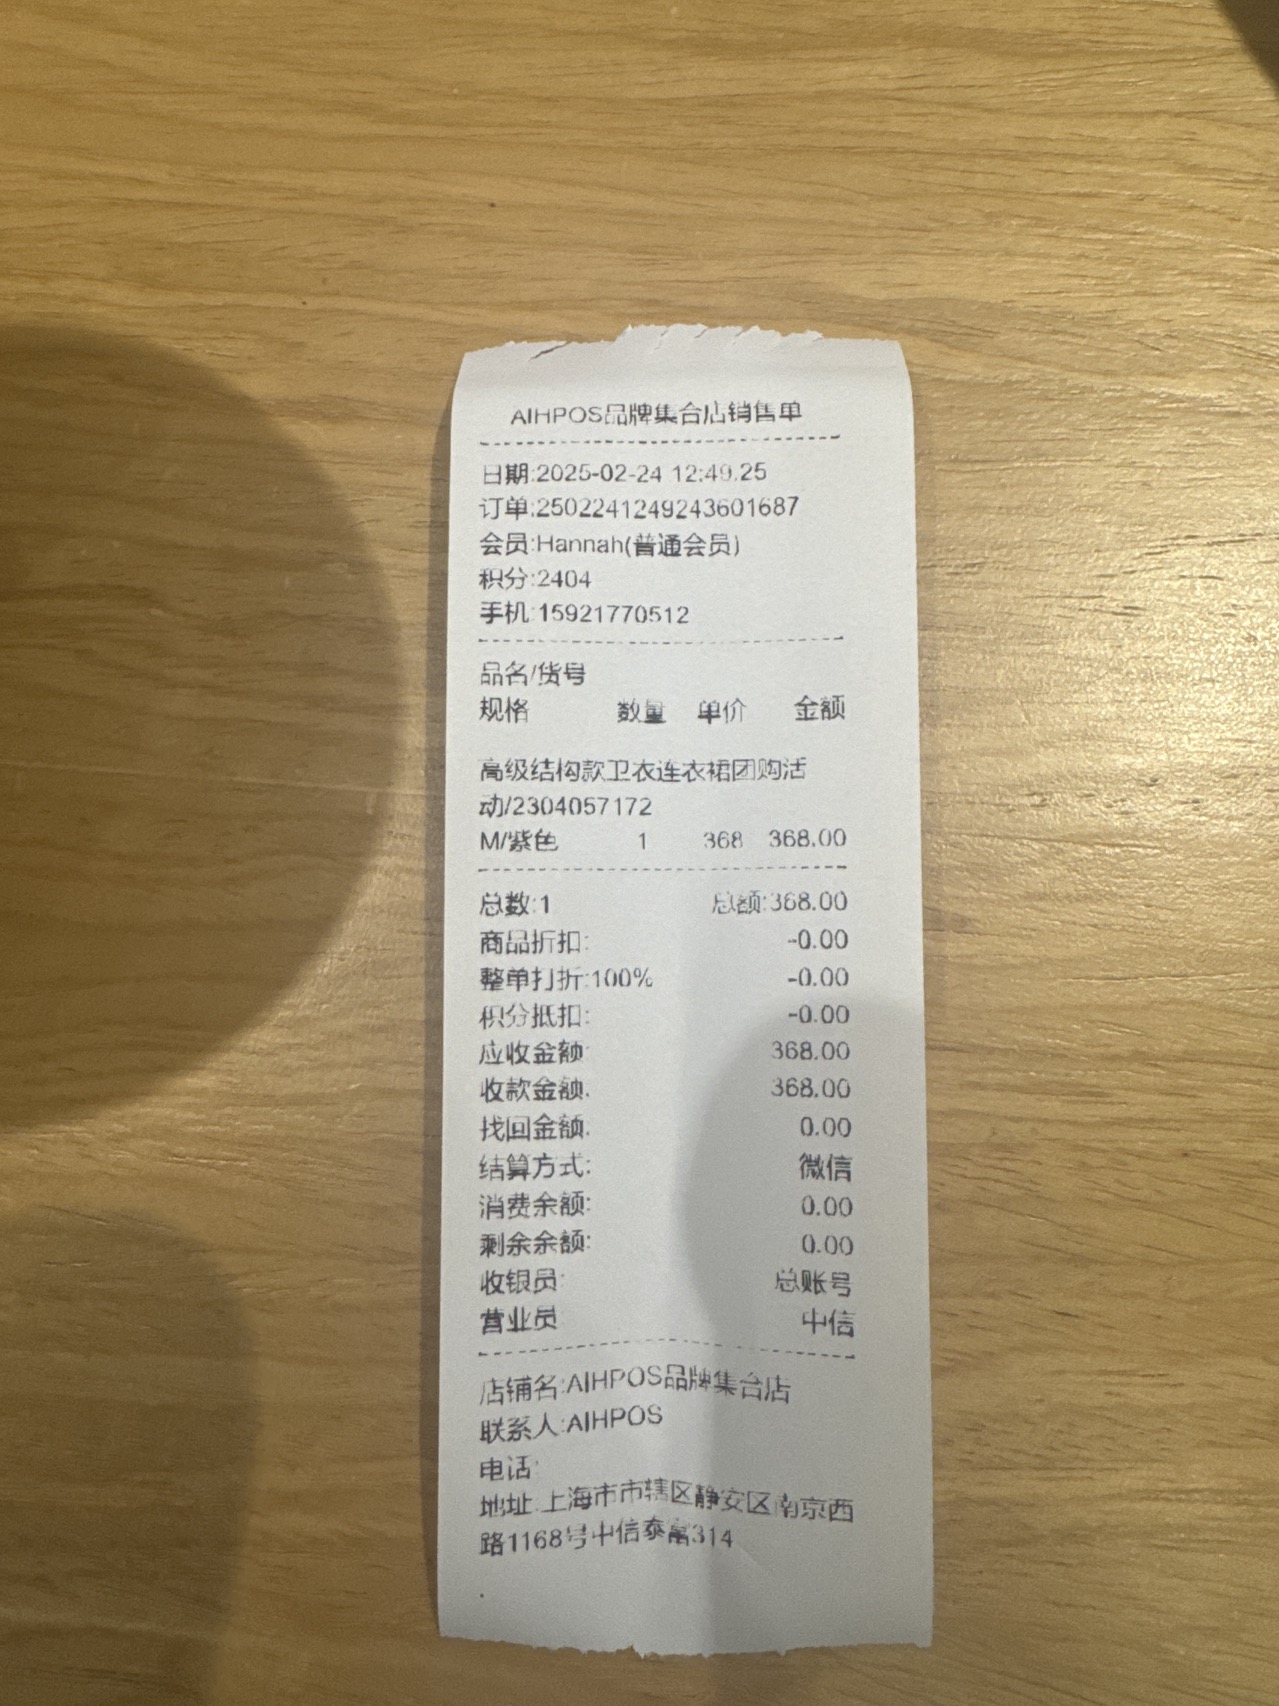 AIHPOS品牌集合店销售单
日期:2025-02-24 12:49:25
订单:2502241249243601687
会员:Hannah(普通会员)
积分:2404
手机:15921770512
品名/货号
规格 数量 单价 金额
高级结构款卫衣连衣裙团购活
动/2304057172
M/紫色 1 368 368.00
总数:1 总额:368.00
商品折扣: -0.00
整单打折:100% -0.00
积分抵扣: -0.00
应收金额: 368.00
收款金额: 368.00
找回金额: 0.00
结算方式: 微信
消费余额: 0.00
剩余余额: 0.00
收银员: 总账号
营业员: 中信
店铺名:AIHPOS品牌集合店
联系人:AIHPOS
电话:
地址:上海市市辖区静安区南京西
路1168号中信泰富314
.